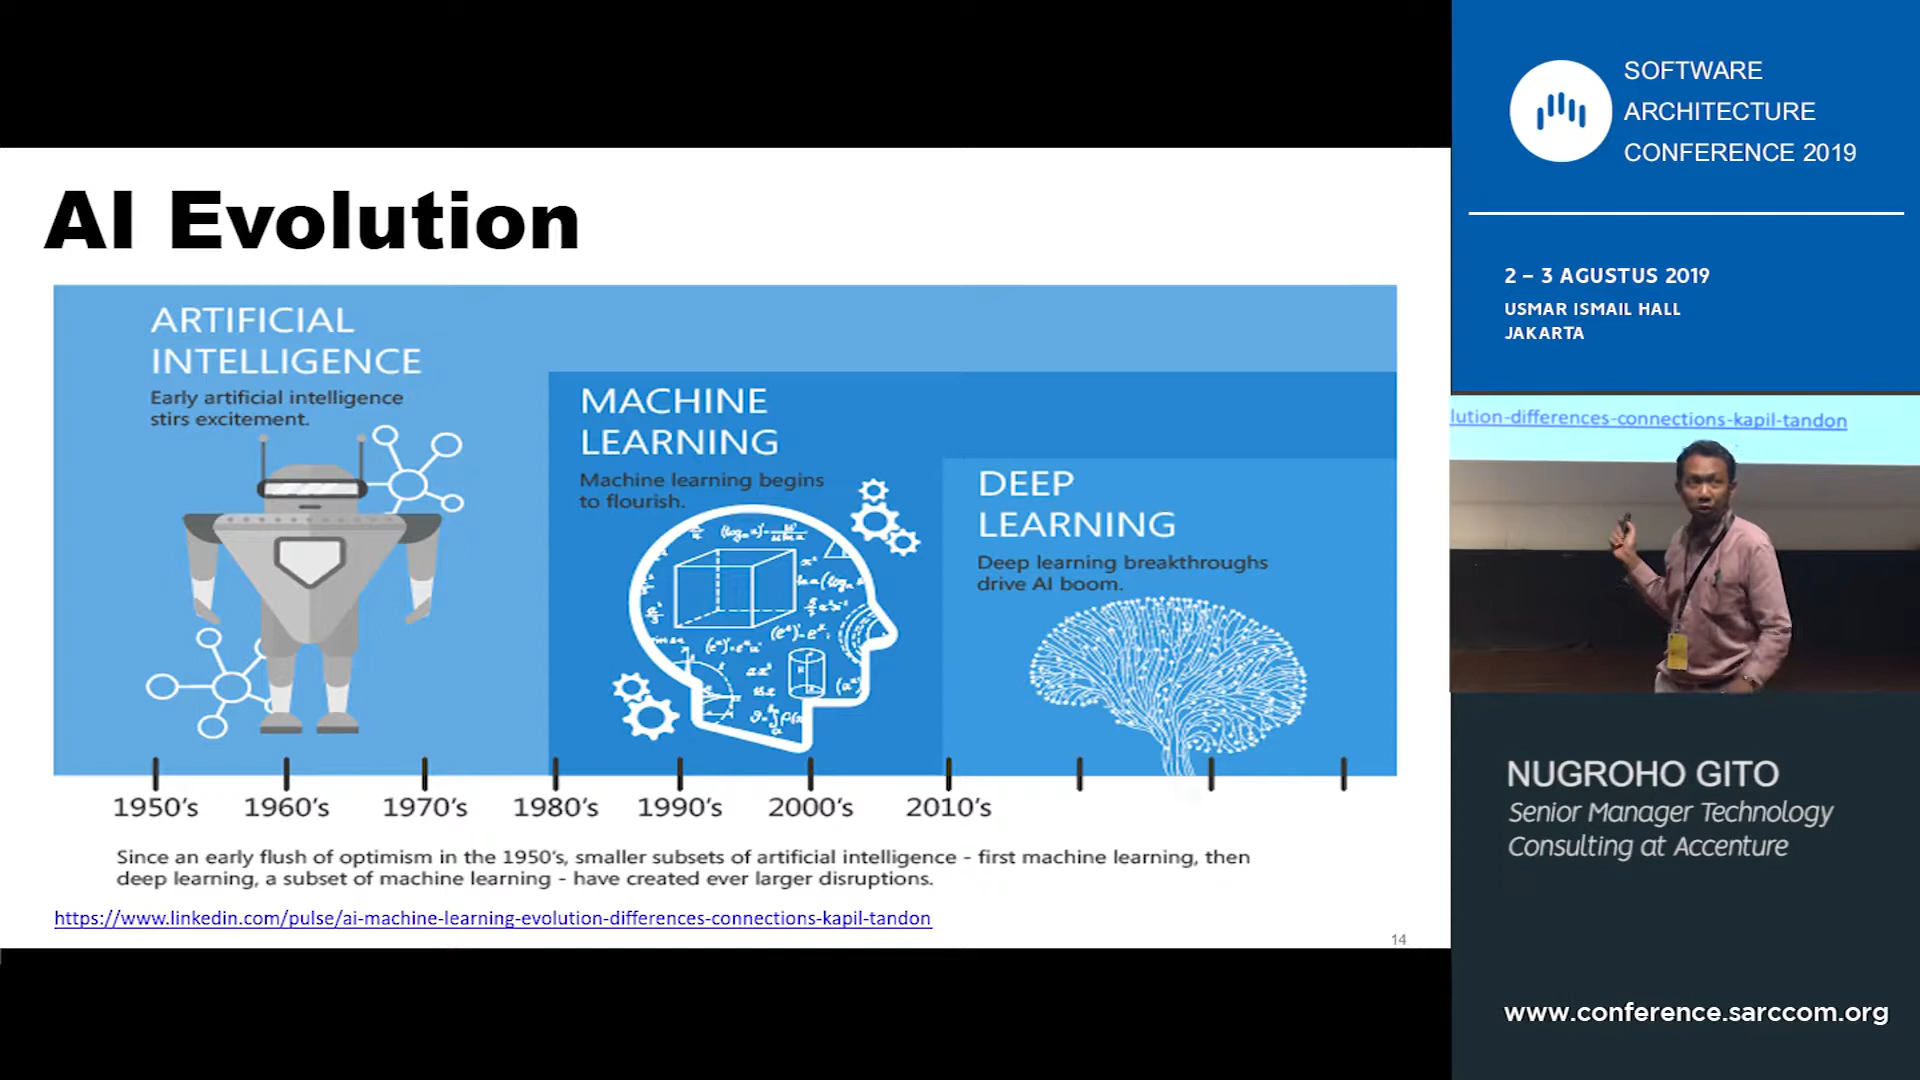 AI Evolution
ARTIFICIAL
INTELLIGENCE
Early artificial intelligence
stirs excitement.
MACHINE
LEARNING
Machine learning begins
to flourish.
DEEP
LEARNING
Deep learning breakthroughs
drive AI boom.
1950's 1960's 1970's 1980's 1990's 2000's 2010's
Since an early flush of optimism in the 1950's, smaller subsets of artificial intelligence - first machine learning, then
deep learning, a subset of machine learning - have created ever larger disruptions.
https://www.linkedin.com/pulse/ai-machine-learning-evolution-differences-connections-kapil-tandon
14
SOFTWARE
ARCHITECTURE
CONFERENCE 2019
2 – 3 AGUSTUS 2019
USMAR ISMAIL HALL
JAKARTA
lution-differences-connections-kapil-tandon
NUGROHO GITO
Senior Manager Technology
Consulting at Accenture
www.conference.sarccom.org